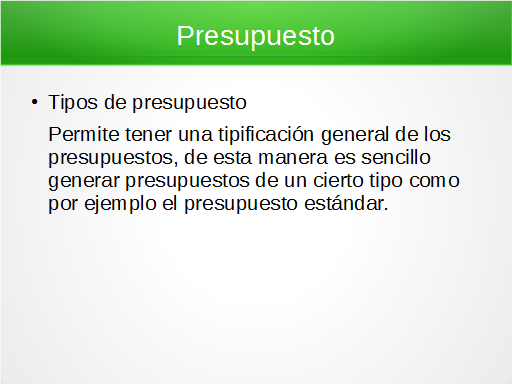 Presupuesto
• Tipos de presupuesto
Permite tener una tipificación general de los
presupuestos, de esta manera es sencillo
generar presupuestos de un cierto tipo como
por ejemplo el presupuesto estándar.